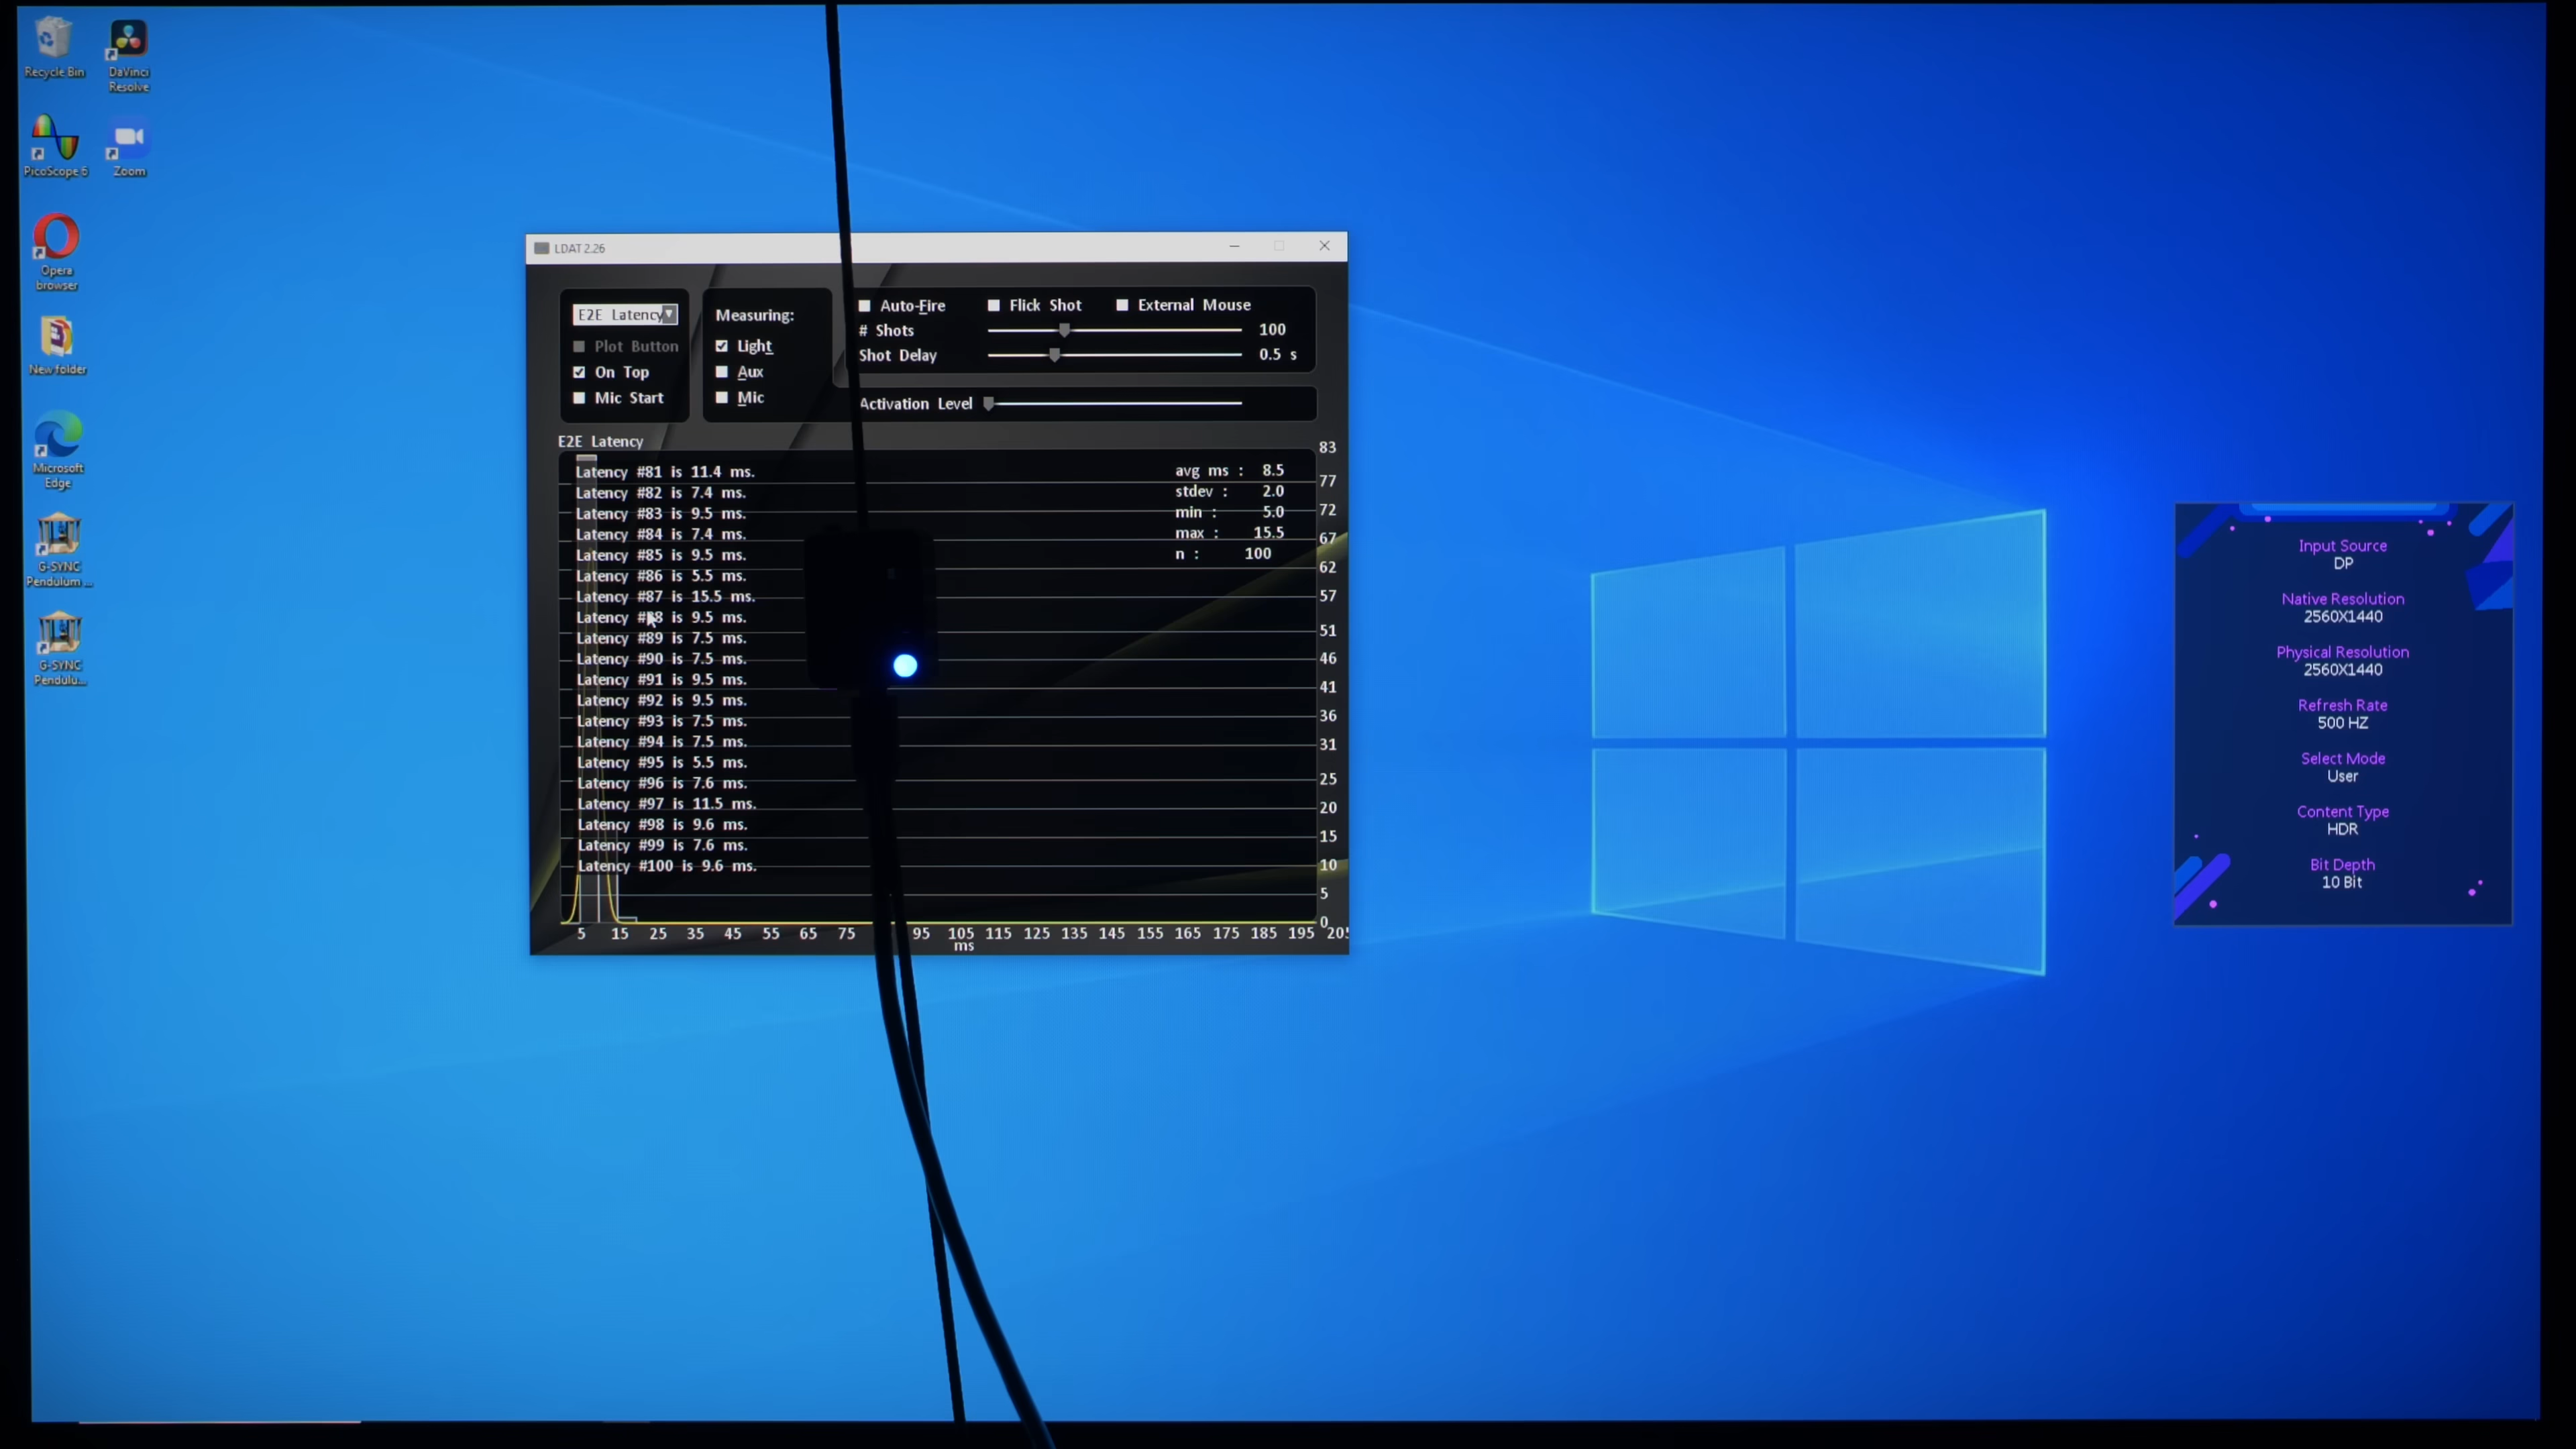 Recycle Bin
DaVinci
Resolve
PicoScope 6
Zoom
Opera
browser
New folder
Microsoft
Edge
G-SYNC
Pendulum ...
G-SYNC
Pendulu...
LDAT 2.26
E2E Latency
Plot Button
On Top
Mic Start
Measuring:
Light
Aux
Mic
Auto-Fire
Flick Shot
External Mouse
# Shots
100
Shot Delay
0.5 s
Activation Level
E2E Latency
Latency #81 is 11.4 ms.
Latency #82 is 7.4 ms.
Latency #83 is 9.5 ms.
Latency #84 is 7.4 ms.
Latency #85 is 9.5 ms.
Latency #86 is 5.5 ms.
Latency #87 is 15.5 ms.
Latency #88 is 9.5 ms.
Latency #89 is 7.5 ms.
Latency #90 is 7.5 ms.
Latency #91 is 9.5 ms.
Latency #92 is 9.5 ms.
Latency #93 is 7.5 ms.
Latency #94 is 7.5 ms.
Latency #95 is 5.5 ms.
Latency #96 is 7.6 ms.
Latency #97 is 11.5 ms.
Latency #98 is 9.6 ms.
Latency #99 is 7.6 ms.
Latency #100 is 9.6 ms.
avg ms : 8.5
stdev : 2.0
min : 5.0
max : 15.5
n : 100
83
77
72
67
62
57
51
46
41
36
31
25
20
15
10
5
0
5 15 25 35 45 55 65 75 95 105 115 125 135 145 155 165 175 185 195 205
ms
Input Source
DP
Native Resolution
2560X1440
Physical Resolution
2560X1440
Refresh Rate
500 HZ
Select Mode
User
Content Type
HDR
Bit Depth
10 Bit